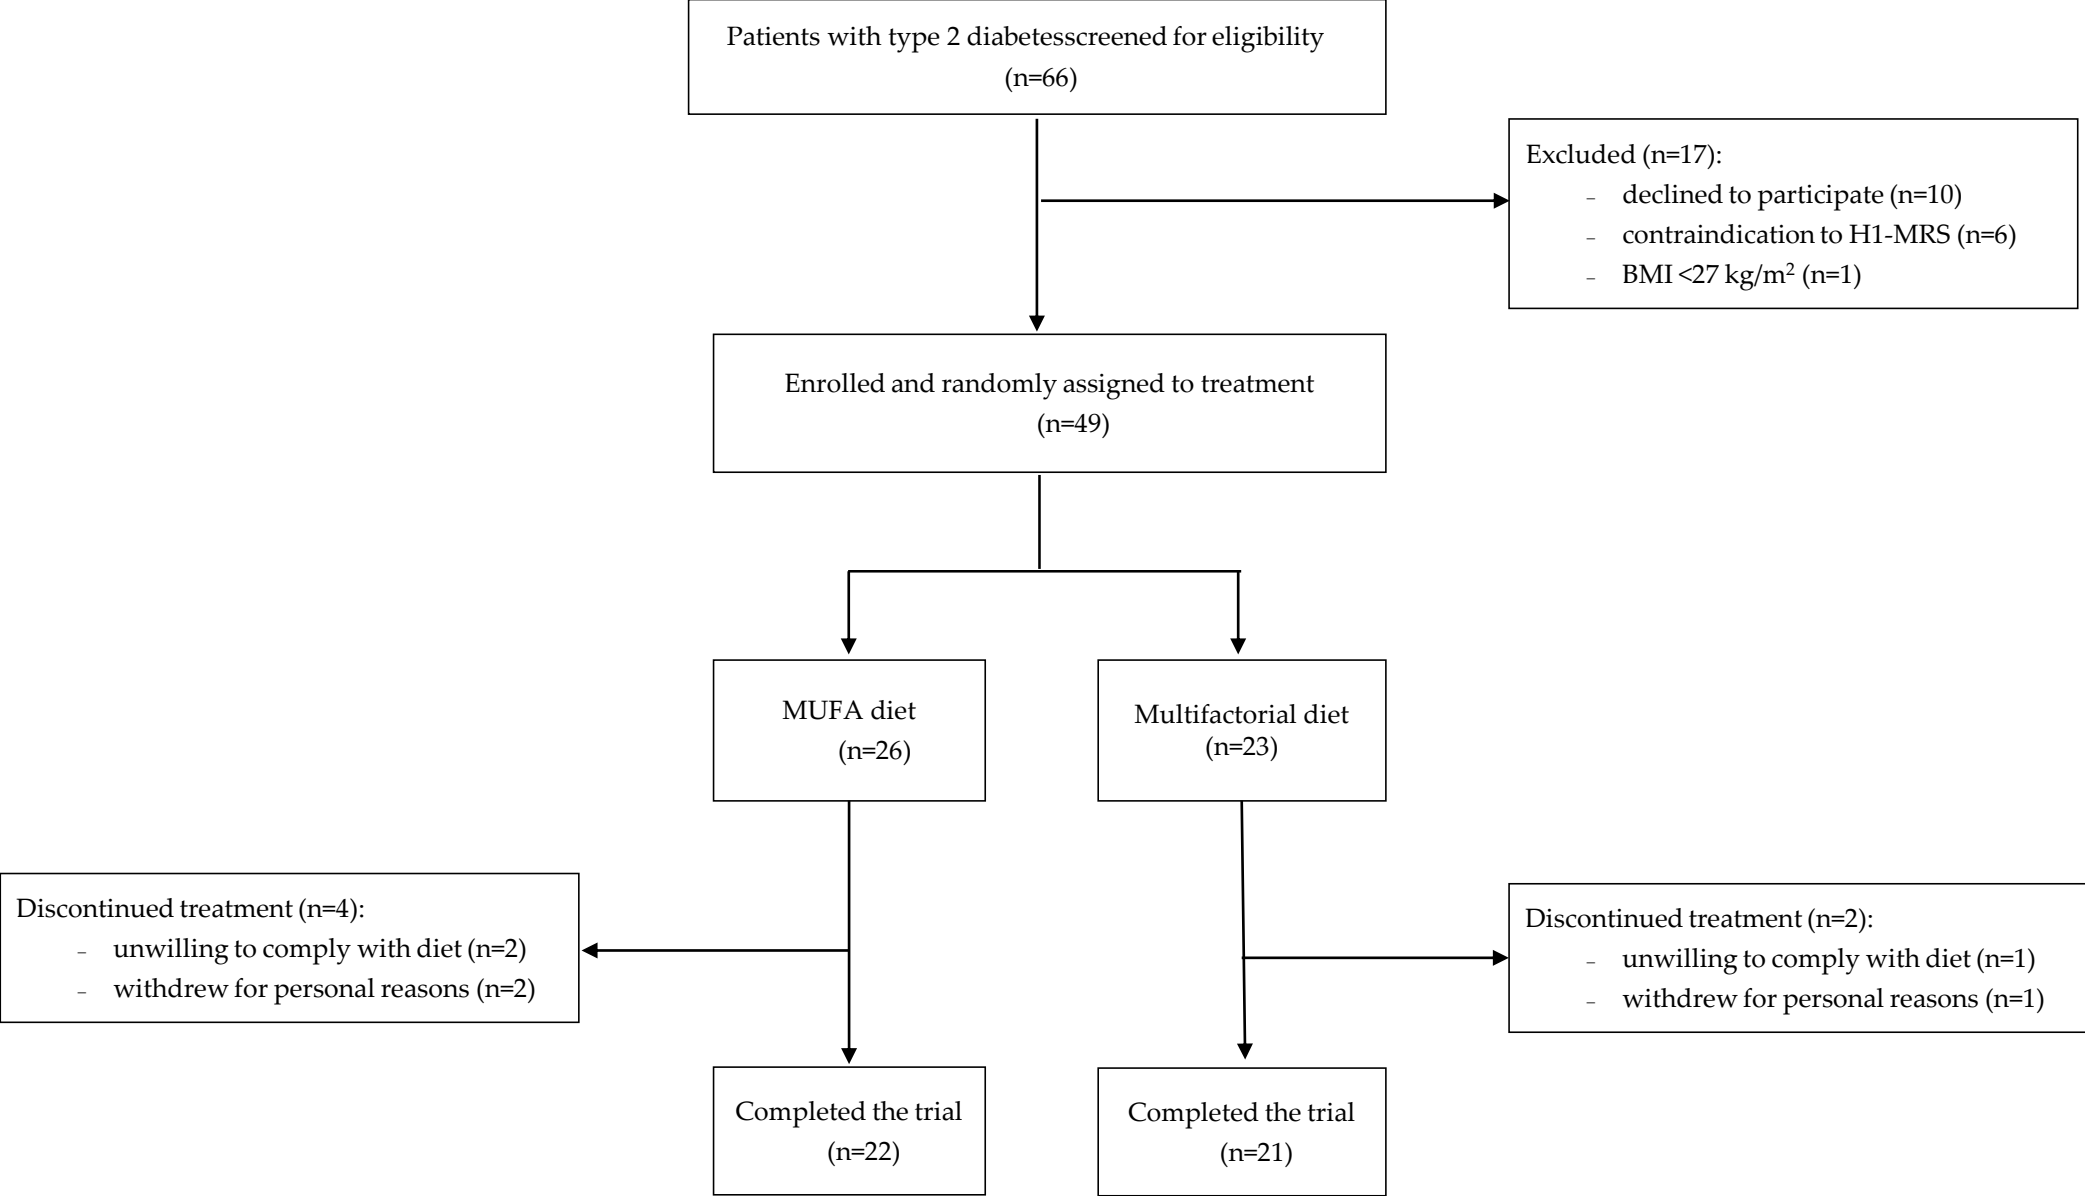 Patients with type 2 diabetesscreened for eligibility
(n=66)
Excluded (n=17):
- declined to participate (n=10)
- contraindication to H1-MRS (n=6)
- BMI <27 kg/m² (n=1)
Enrolled and randomly assigned to treatment
(n=49)
MUFA diet
(n=26)
Multifactorial diet
(n=23)
Discontinued treatment (n=4):
- unwilling to comply with diet (n=2)
- withdrew for personal reasons (n=2)
Discontinued treatment (n=2):
- unwilling to comply with diet (n=1)
- withdrew for personal reasons (n=1)
Completed the trial
(n=22)
Completed the trial
(n=21)